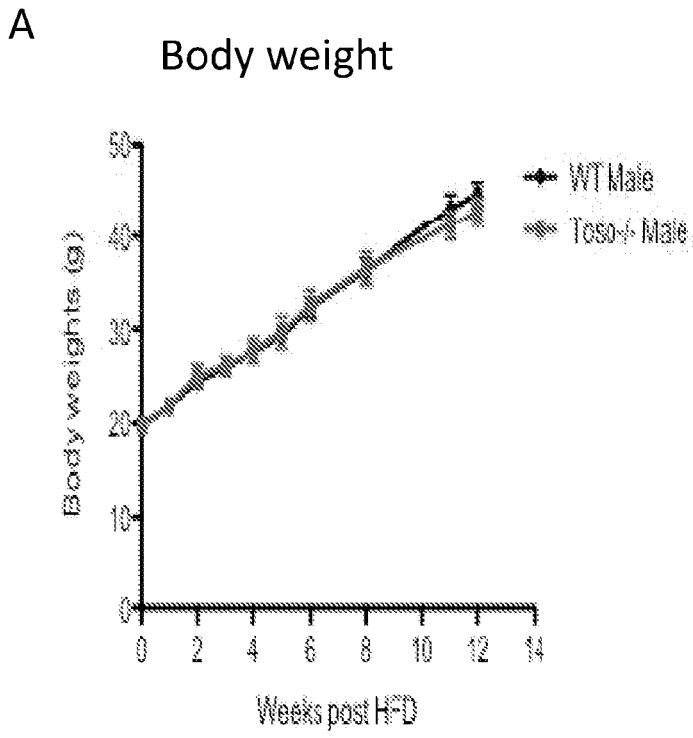 A
Body weight
50
40
30
20
10
0
Body weights (g)
0 2 4 6 8 10 12 14
Weeks post HFD
WT Male
Toso-/- Male